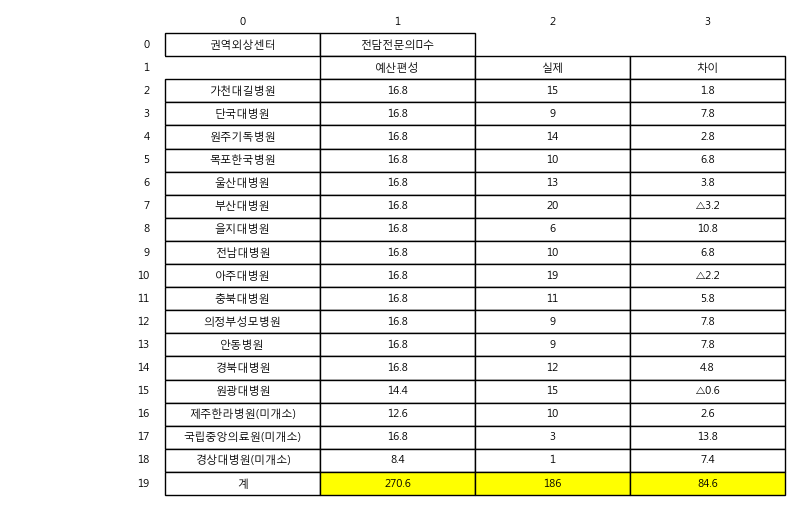 0 1 2 3
0 권역외상센터 전담전문의 수
1 예산편성 실제 차이
2 가천대길병원 16.8 15 1.8
3 단국대병원 16.8 9 7.8
4 원주기독병원 16.8 14 2.8
5 목포한국병원 16.8 10 6.8
6 울산대병원 16.8 13 3.8
7 부산대병원 16.8 20 △3.2
8 을지대병원 16.8 6 10.8
9 전남대병원 16.8 10 6.8
10 아주대병원 16.8 19 △2.2
11 충북대병원 16.8 11 5.8
12 의정부성모병원 16.8 9 7.8
13 안동병원 16.8 9 7.8
14 경북대병원 16.8 12 4.8
15 원광대병원 14.4 15 △0.6
16 제주한라병원(미개소) 12.6 10 2.6
17 국립중앙의료원(미개소) 16.8 3 13.8
18 경상대병원(미개소) 8.4 1 7.4
19 계 270.6 186 84.6